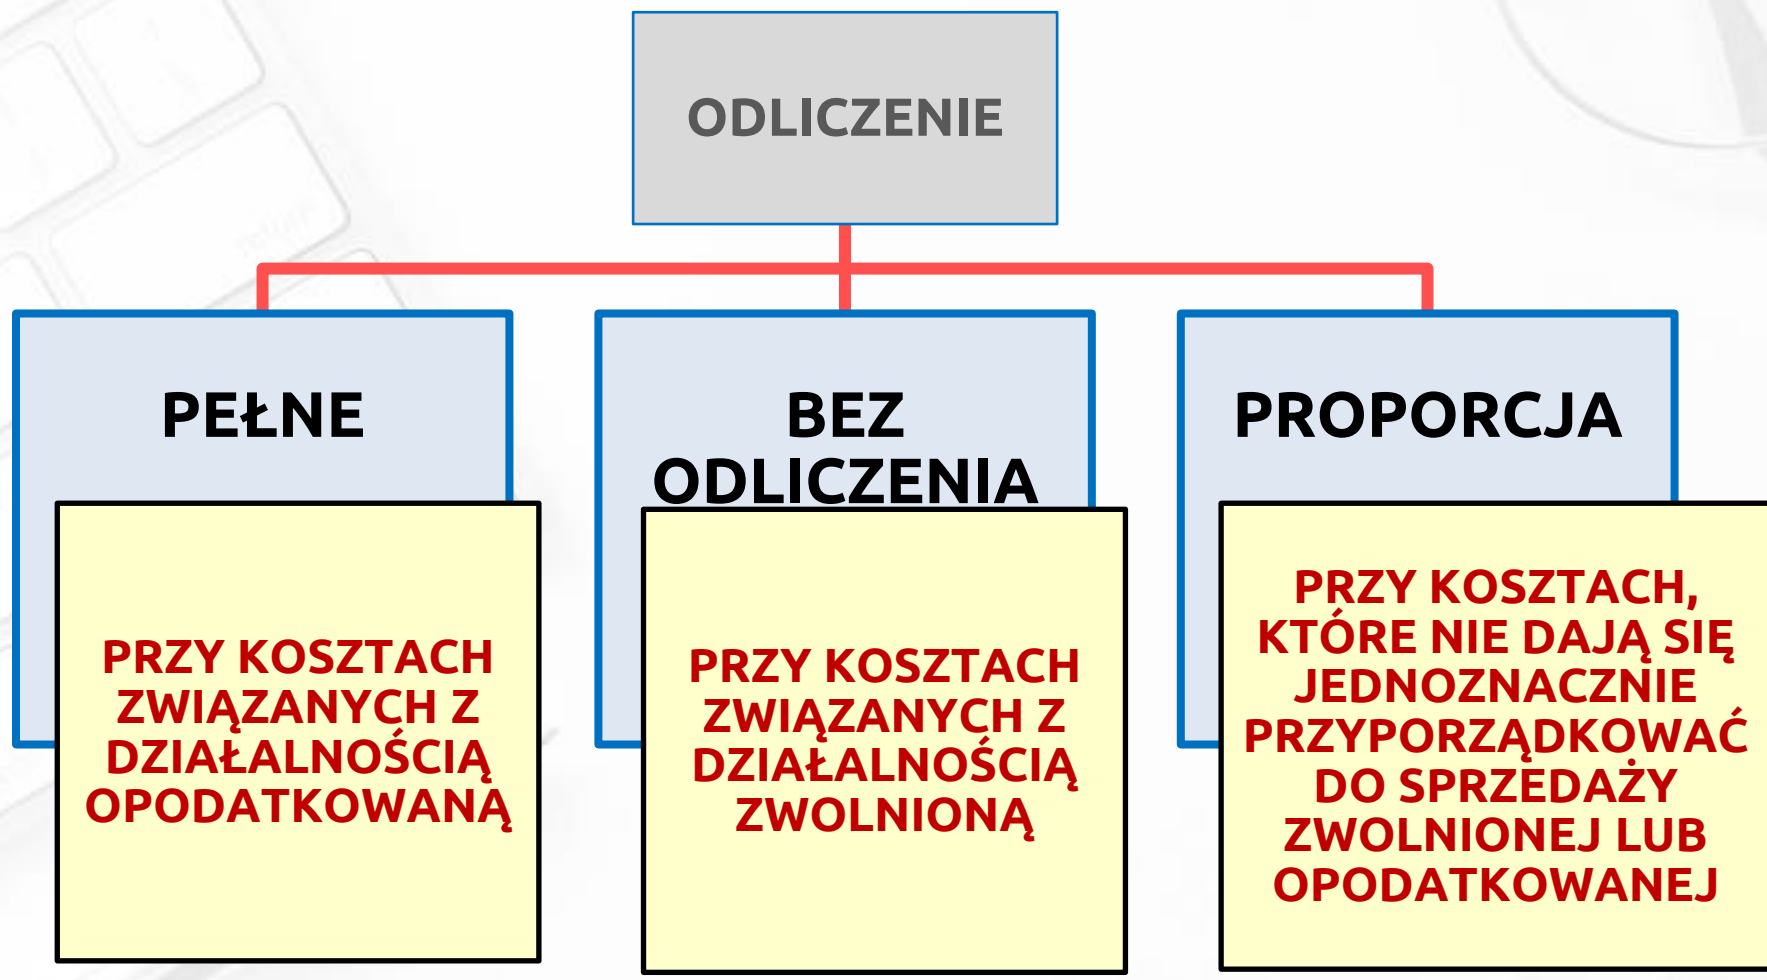 ODLICZENIE
PEŁNE
PRZY KOSZTACH
ZWIĄZANYCH Z
DZIAŁALNOŚCIĄ
OPODATKOWANĄ
BEZ
ODLICZENIA
PRZY KOSZTACH
ZWIĄZANYCH Z
DZIAŁALNOŚCIĄ
ZWOLNIONĄ
PROPORCJA
PRZY KOSZTACH,
KTÓRE NIE DAJĄ SIĘ
JEDNOZNACZNIE
PRZYPORZĄDKOWAĆ
DO SPRZEDAŻY
ZWOLNIONEJ LUB
OPODATKOWANEJ